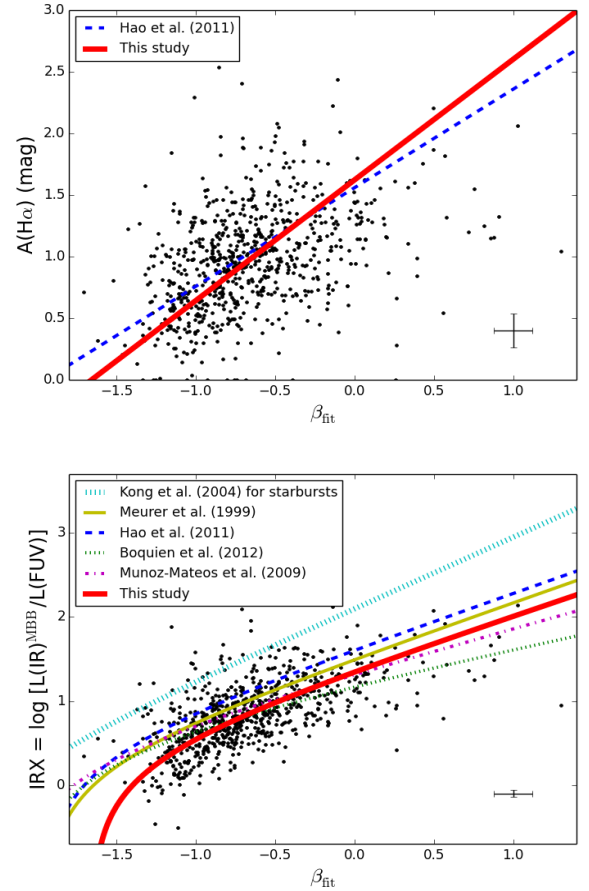 3.0
2.5
2.0
1.5
1.0
0.5
0.0
A(Hα) (mag)
Hao et al. (2011)
This study
−1.5 −1.0 −0.5 0.0 0.5 1.0
β_fit
3
2
1
0
IRX = log [L(IR)^MBB/L(FUV)]
Kong et al. (2004) for starbursts
Meurer et al. (1999)
Hao et al. (2011)
Boquien et al. (2012)
Munoz-Mateos et al. (2009)
This study
−1.5 −1.0 −0.5 0.0 0.5 1.0
β_fit